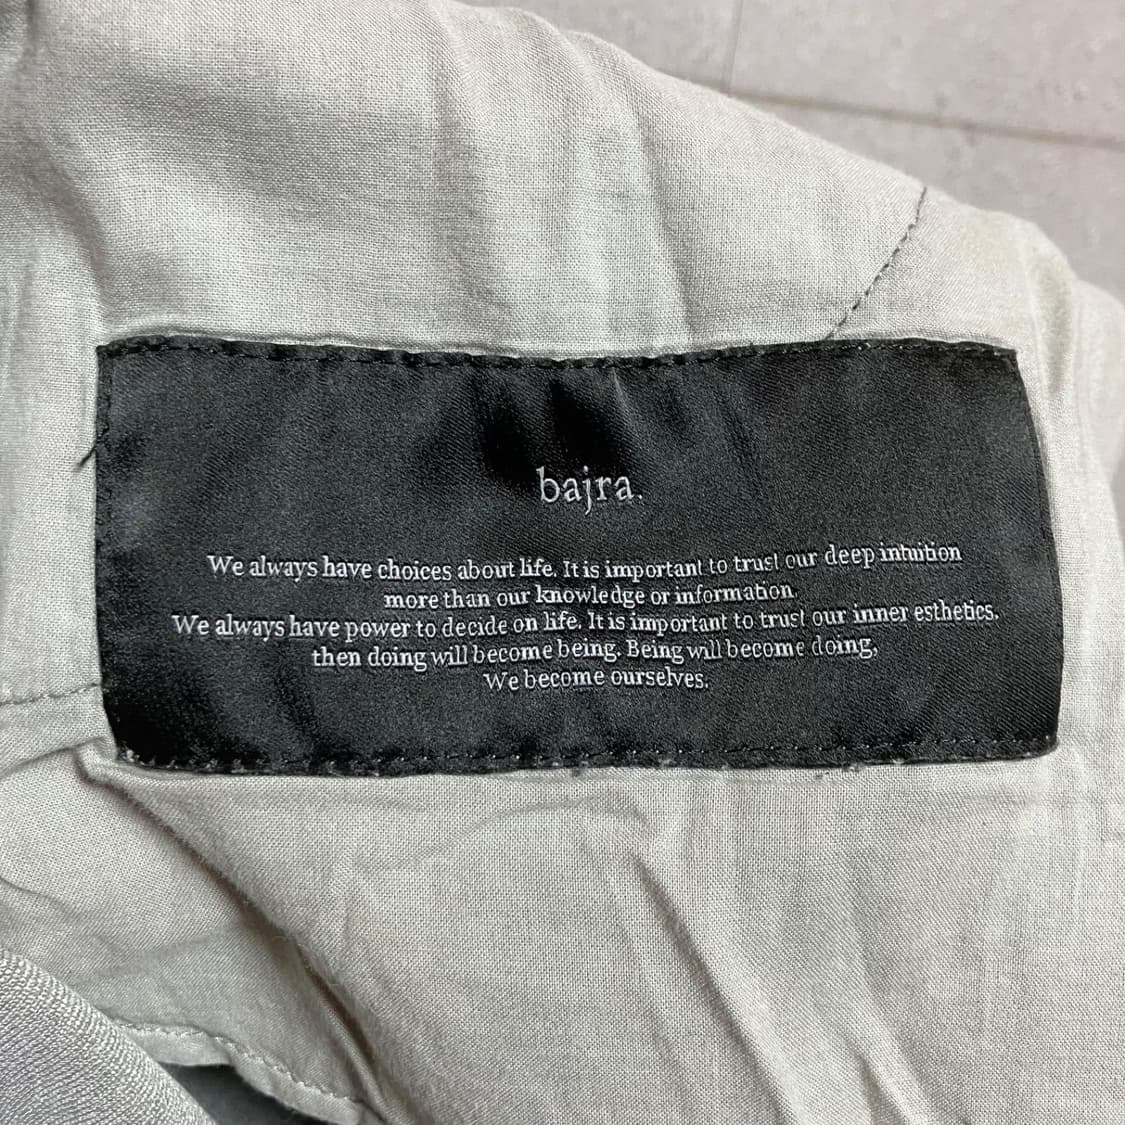 bajra.
We always have choices about life. It is important to trust our deep intuition
more than our knowledge or information.
We always have power to decide on life. It is important to trust our inner esthetics.
then doing will become being. Being will become doing,
We become ourselves.